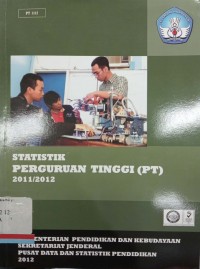 STATISTIK
PERGURUAN TINGGI (PT)
2011/2012
KEMENTERIAN PENDIDIKAN DAN KEBUDAYAAN
SEKRETARIAT JENDERAL
PUSAT DATA DAN STATISTIK PENDIDIKAN
2012